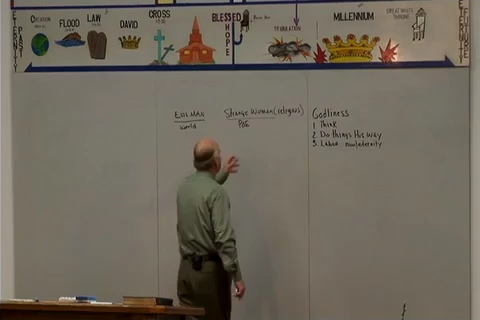 ETERNITY PAST
CREATION
FLOOD
LAW
DAVID
CROSS
BLESSED HOPE
TRIBULATION
MILLENNIUM
GREAT WHITE THRONE
ETERNITY FUTURE
EVIL MAN
World
Strange Woman (religious)
Godliness
1. Think
2. Do things His way
3.